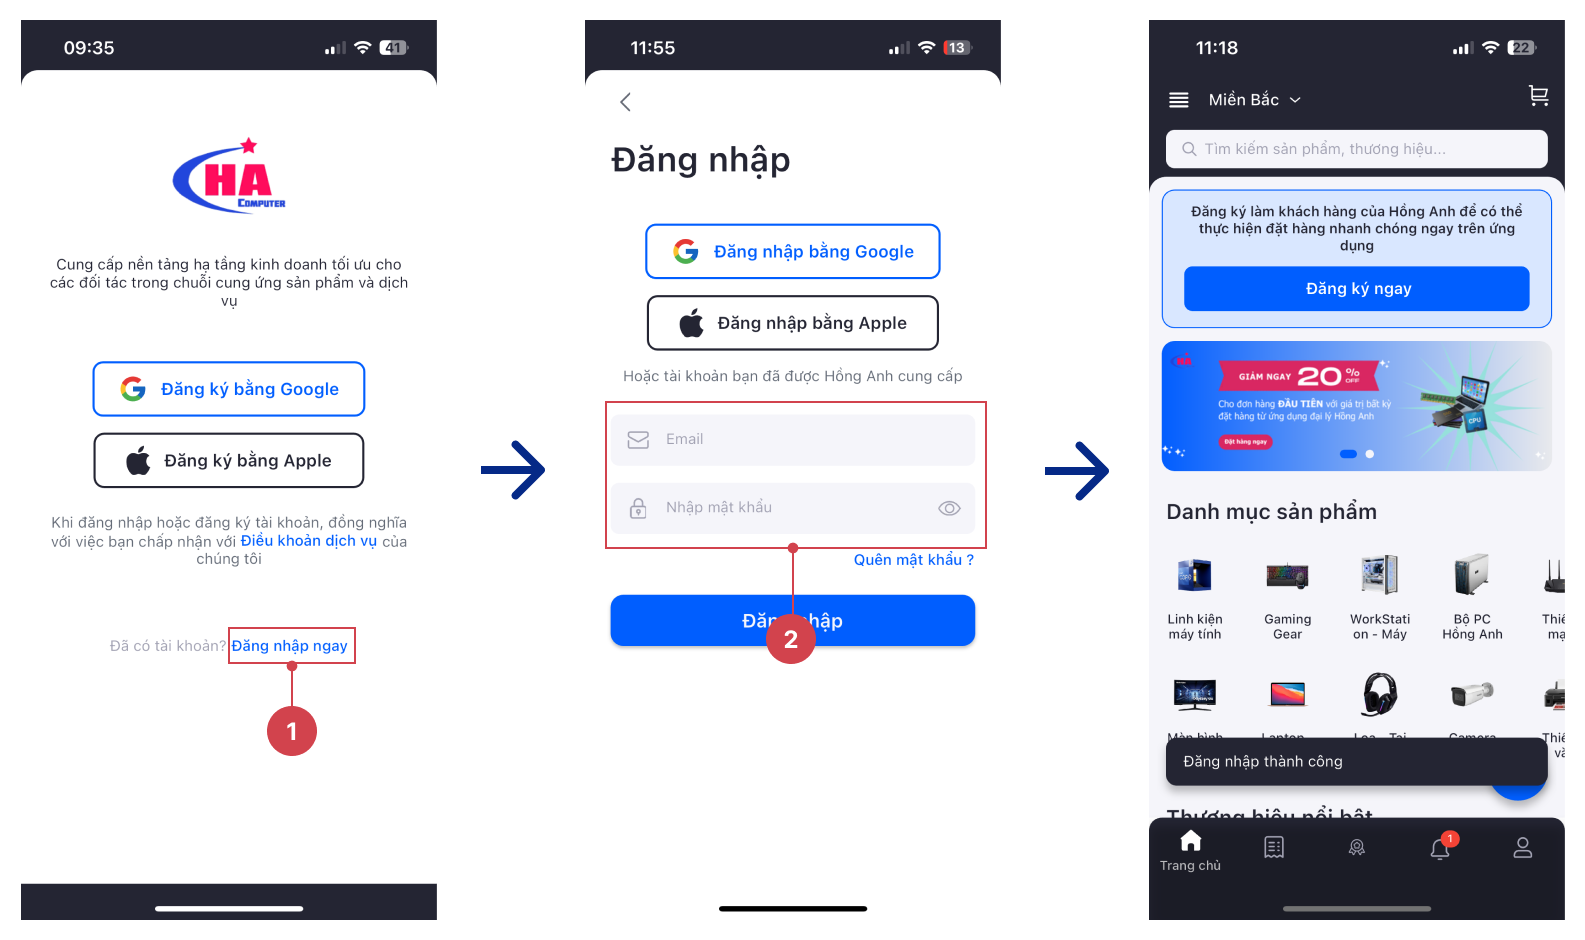 09:35
41
HA
COMPUTER
Cung cấp nền tảng hạ tầng kinh doanh tối ưu cho
các đối tác trong chuỗi cung ứng sản phẩm và dịch
vụ
Đăng ký bằng Google
Đăng ký bằng Apple
Khi đăng nhập hoặc đăng ký tài khoản, đồng nghĩa
với việc bạn chấp nhận với Điều khoản dịch vụ của
chúng tôi
Đã có tài khoản? Đăng nhập ngay
1
11:55
13
Đăng nhập
Đăng nhập bằng Google
Đăng nhập bằng Apple
Hoặc tài khoản bạn đã được Hồng Anh cung cấp
Email
Nhập mật khẩu
Quên mật khẩu ?
Đăng nhập
2
11:18
22
Miền Bắc
Tìm kiếm sản phẩm, thương hiệu...
Đăng ký làm khách hàng của Hồng Anh để có thể
thực hiện đặt hàng nhanh chóng ngay trên ứng
dụng
Đăng ký ngay
HA
GIẢM NGAY 20% OFF
Cho đơn hàng ĐẦU TIÊN với giá trị bất kỳ
đặt hàng từ ứng dụng đại lý Hồng Anh
Đặt hàng ngay
CPU
Danh mục sản phẩm
Linh kiện
máy tính
Gaming
Gear
WorkStati
on - Máy
Bộ PC
Hồng Anh
Thiế
mạ
Màn hình
Laptop
Loa - Tai
Camera
Thiế
và
Đăng nhập thành công
Thương hiệu nổi bật
1
Trang chủ